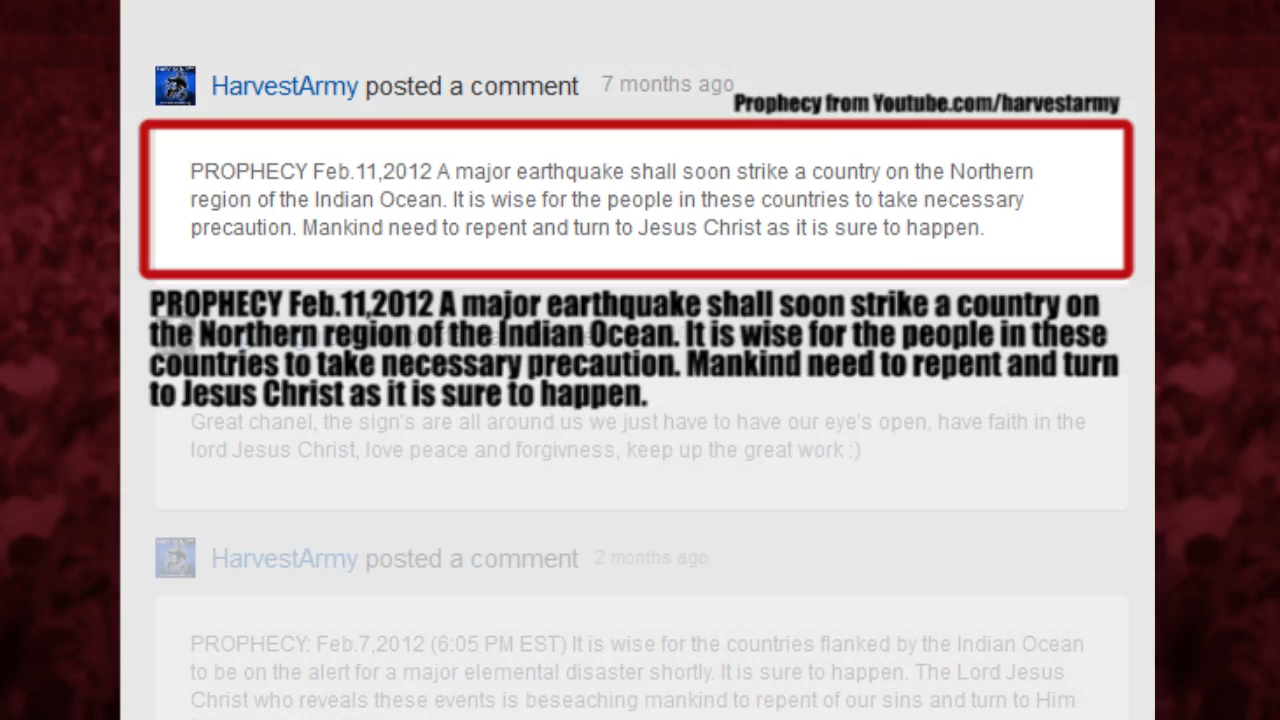 HarvestArmy posted a comment 7 months ago
Prophecy from Youtube.com/harvestarmy
PROPHECY Feb.11,2012 A major earthquake shall soon strike a country on the Northern
region of the Indian Ocean. It is wise for the people in these countries to take necessary
precaution. Mankind need to repent and turn to Jesus Christ as it is sure to happen.
PROPHECY Feb.11,2012 A major earthquake shall soon strike a country on
the Northern region of the Indian Ocean. It is wise for the people in these
countries to take necessary precaution. Mankind need to repent and turn
to Jesus Christ as it is sure to happen.
Great chanel, the sign's are all around us we just have to have our eye's open, have faith in the
lord Jesus Christ, love peace and forgivness, keep up the great work :)
HarvestArmy posted a comment 2 months ago
PROPHECY: Feb.7,2012 (6:05 PM EST) It is wise for the countries flanked by the Indian Ocean
to be on the alert for a major elemental disaster shortly. It is sure to happen. The Lord Jesus
Christ who reveals these events is beseaching mankind to repent of our sins and turn to Him